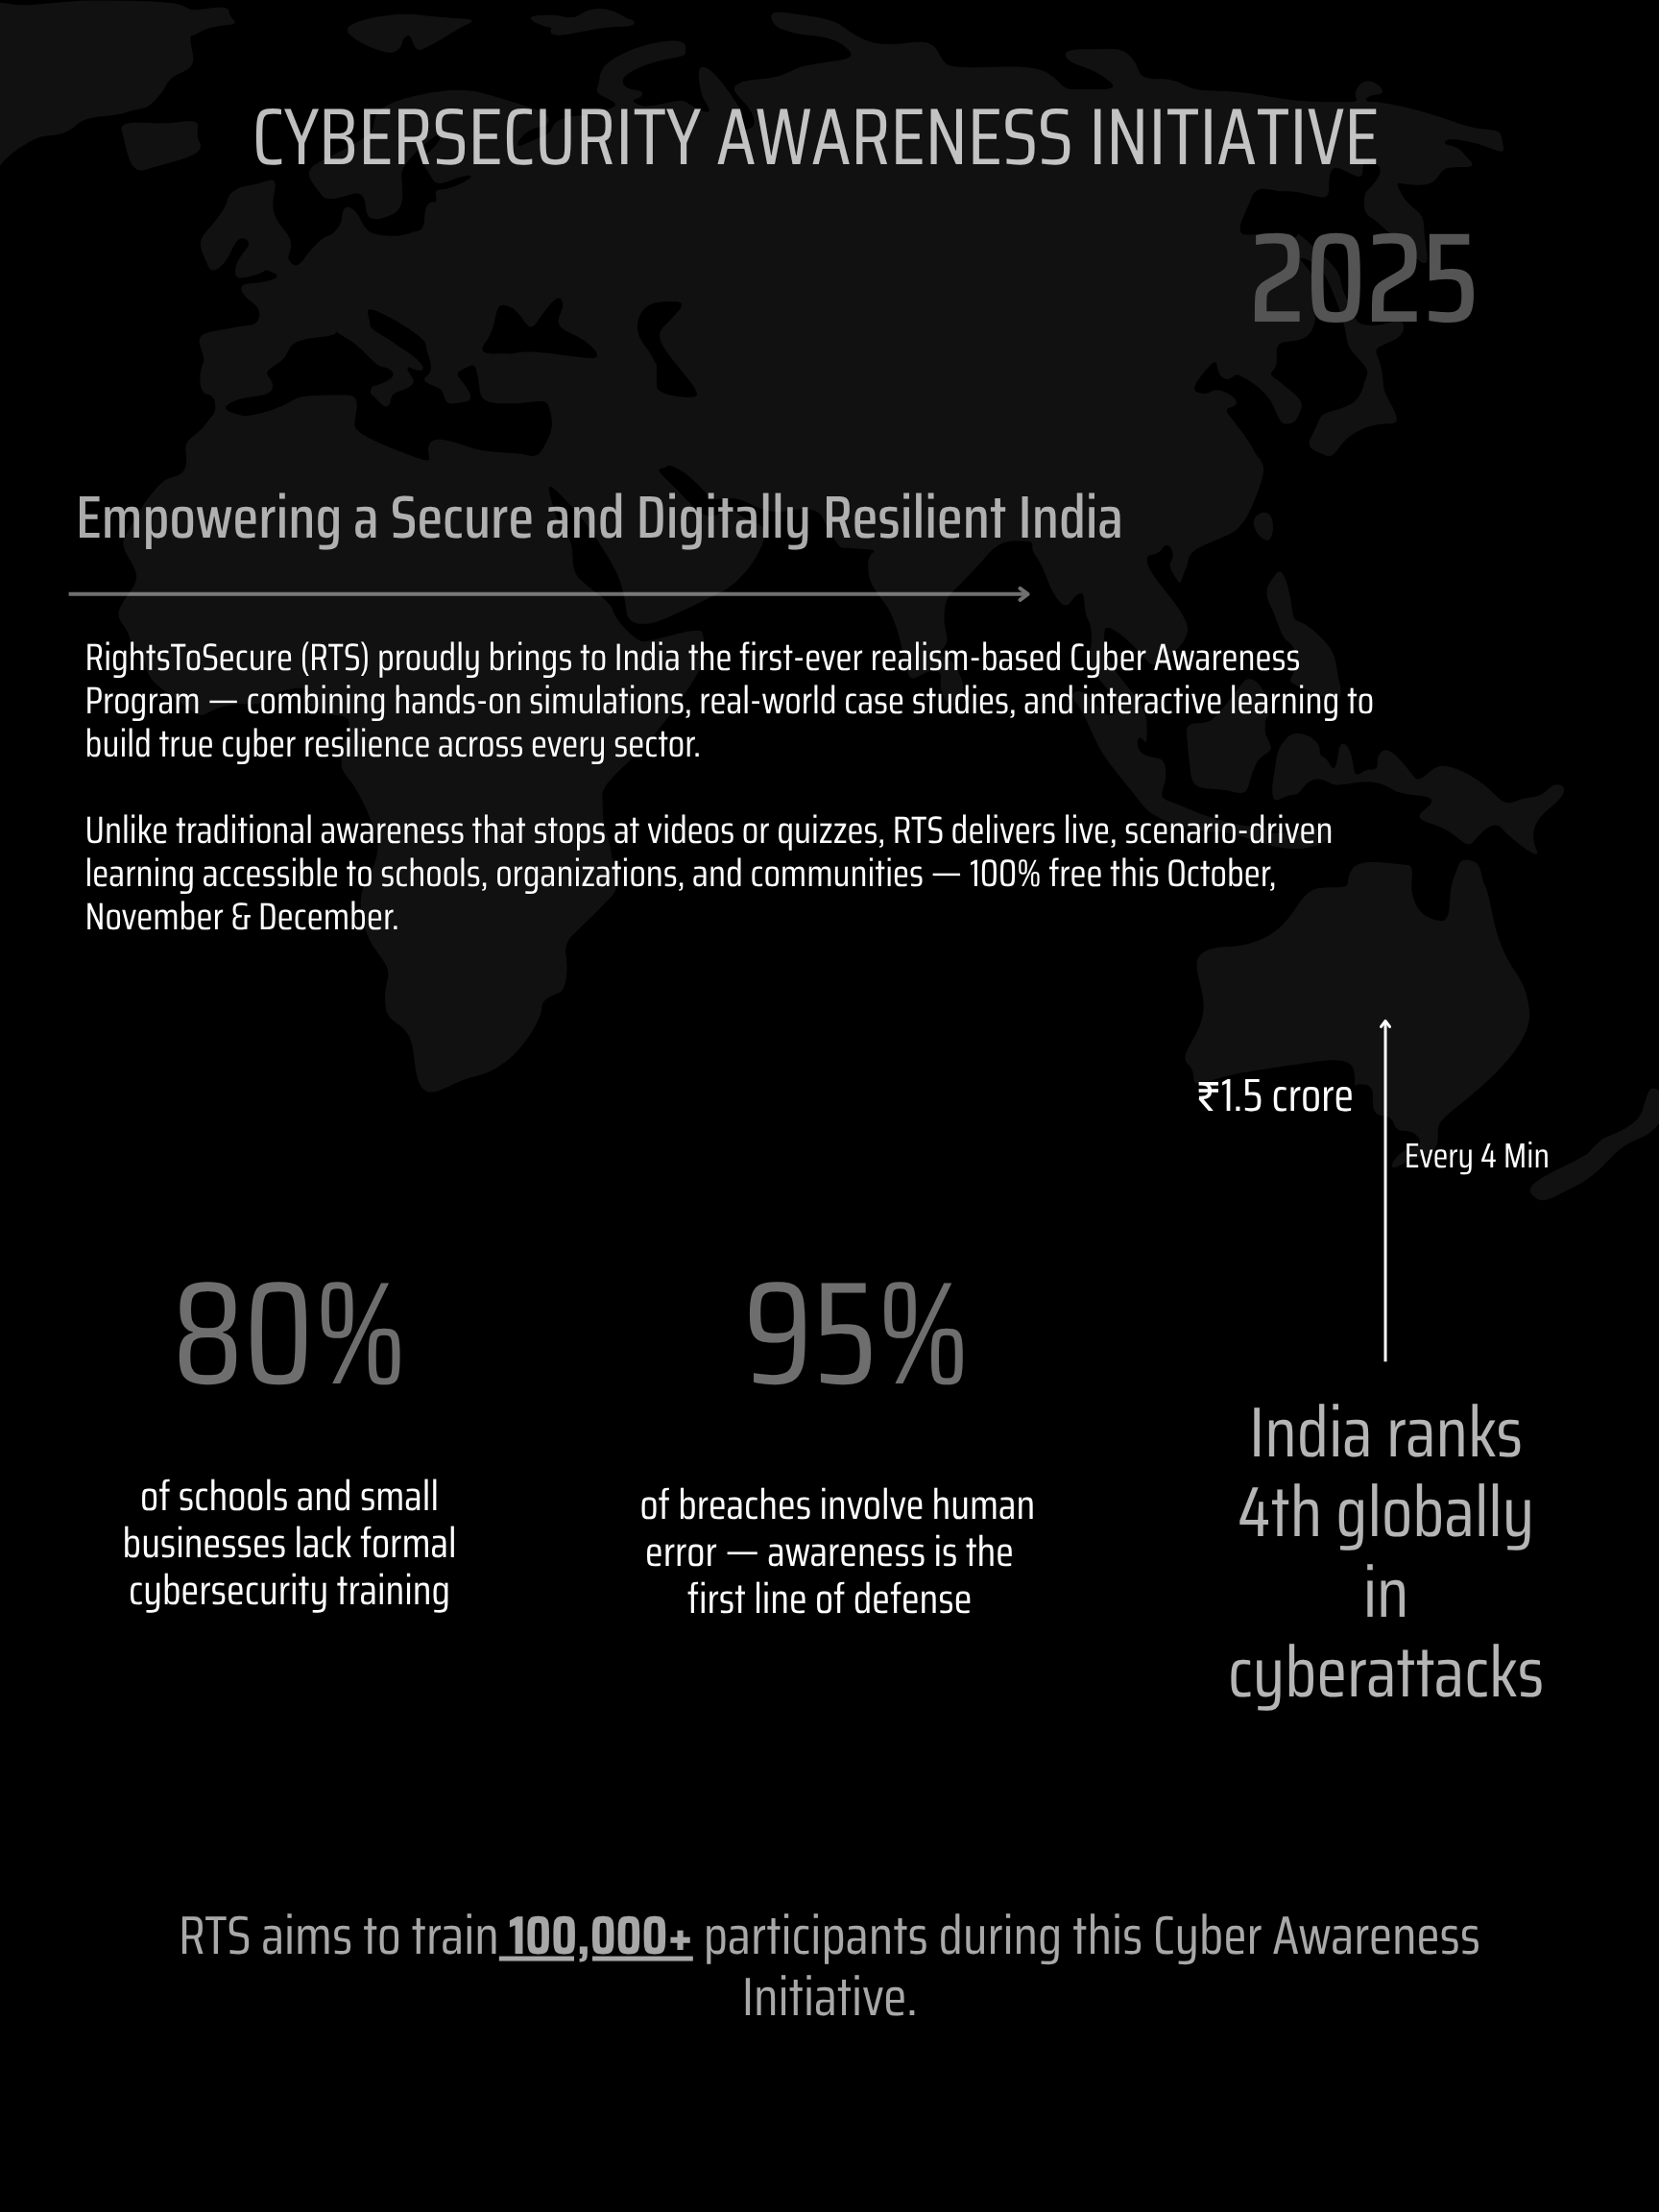 CYBERSECURITY AWARENESS INITIATIVE
2025
Empowering a Secure and Digitally Resilient India
RightsToSecure (RTS) proudly brings to India the first-ever realism-based Cyber Awareness
Program — combining hands-on simulations, real-world case studies, and interactive learning to
build true cyber resilience across every sector.
Unlike traditional awareness that stops at videos or quizzes, RTS delivers live, scenario-driven
learning accessible to schools, organizations, and communities — 100% free this October,
November & December.
₹1.5 crore
Every 4 Min
80%
of schools and small
businesses lack formal
cybersecurity training
95%
of breaches involve human
error — awareness is the
first line of defense
India ranks
4th globally
in
cyberattacks
RTS aims to train 100,000+ participants during this Cyber Awareness
Initiative.